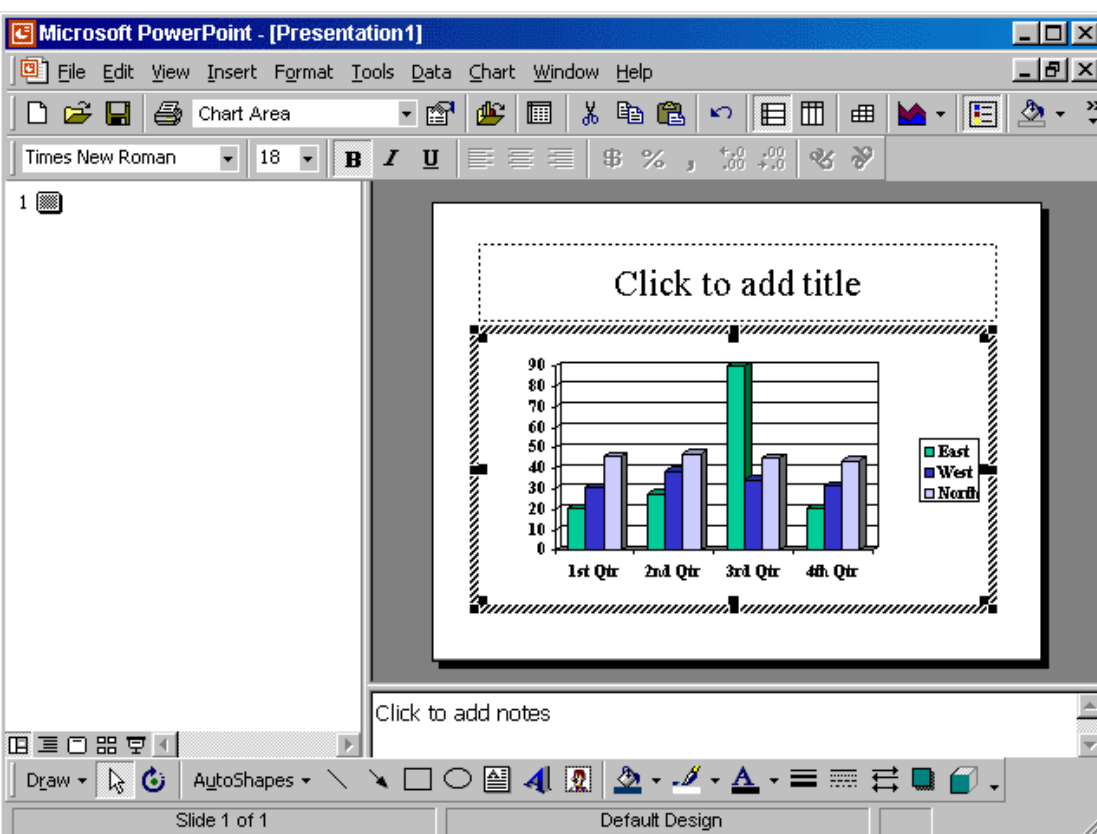 Microsoft PowerPoint - [Presentation1]
File Edit View Insert Format Tools Data Chart Window Help
Chart Area
Times New Roman 18 B I U $ % , .00 .00
1
Click to add title
90
80
70
60
50
40
30
20
10
0
1st Qtr 2nd Qtr 3rd Qtr 4th Qtr
East
West
North
Click to add notes
Draw AutoShapes A A
Slide 1 of 1 Default Design